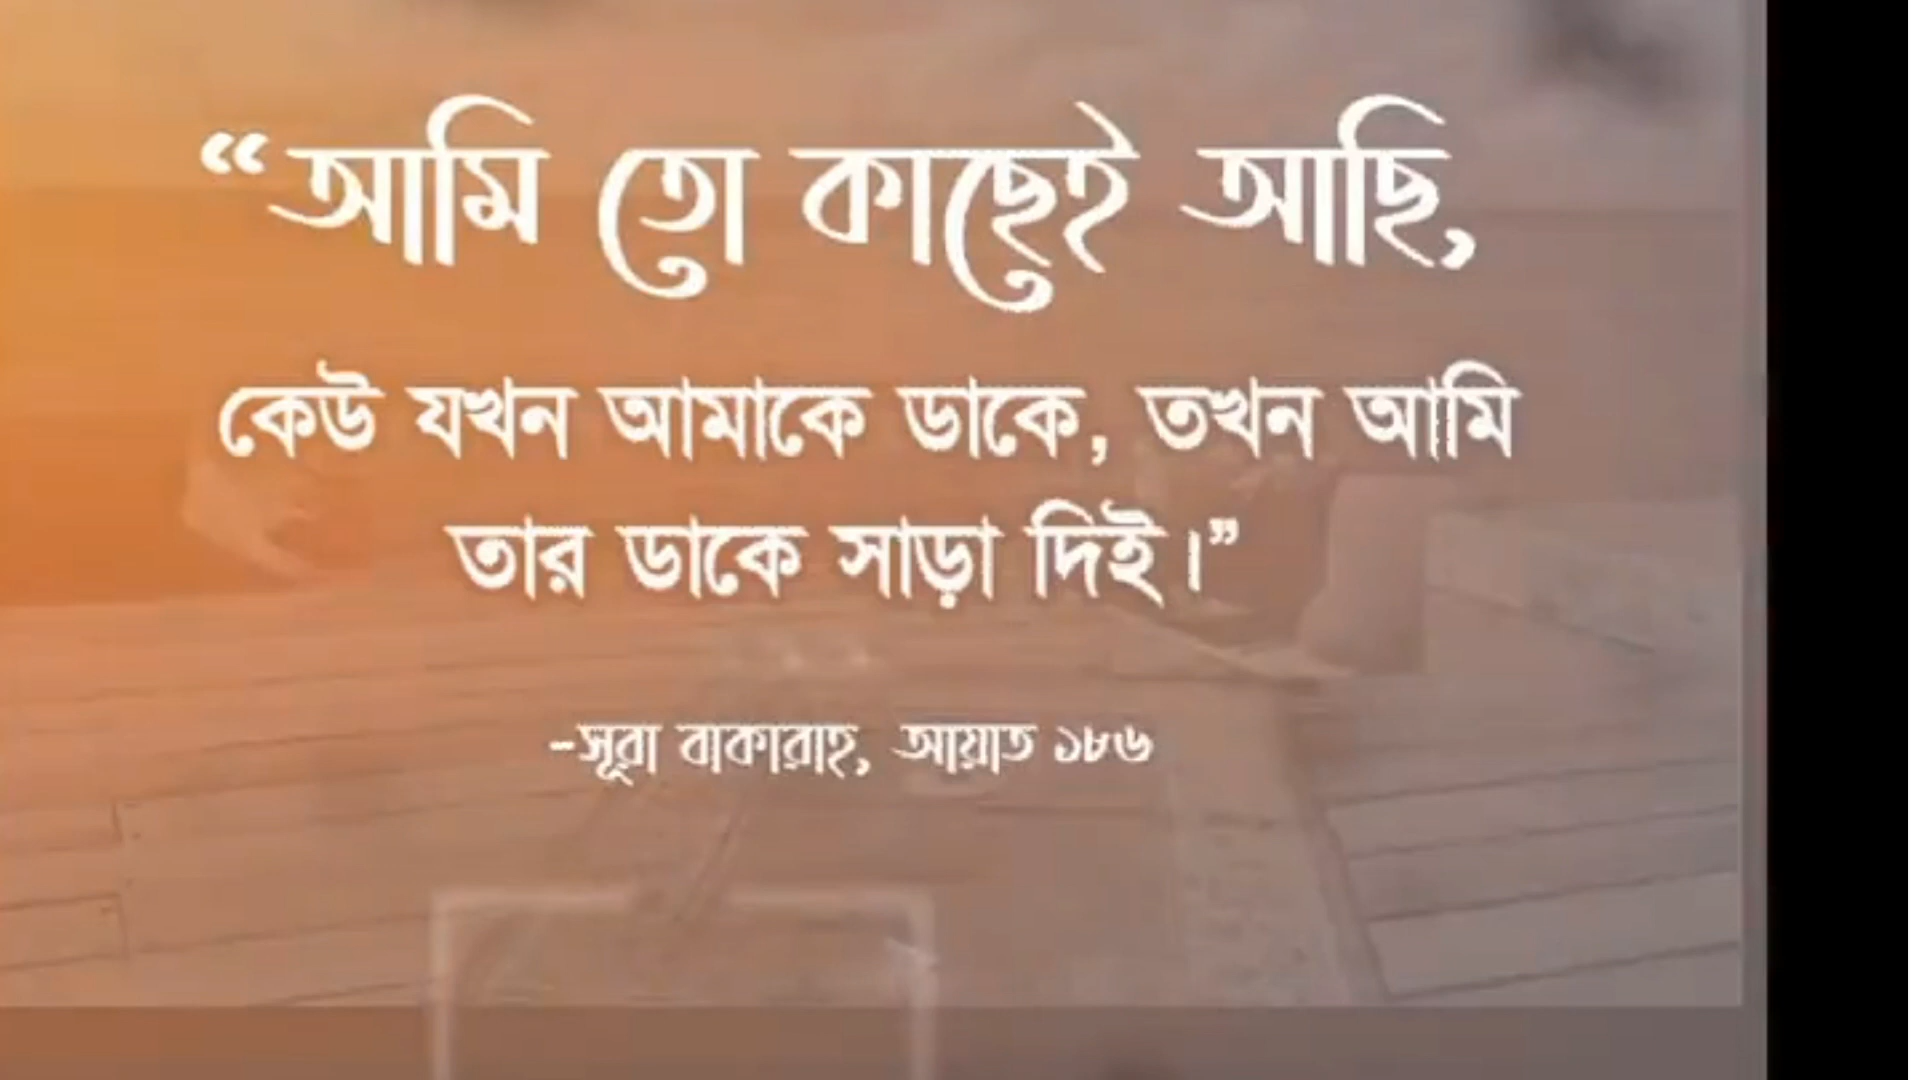 “আমি তো কাছেই আছি,
কেউ যখন আমাকে ডাকে, তখন আমি
তার ডাকে সাড়া দিই।”
-সূরা বাকারাহ, আয়াত ১৮৬